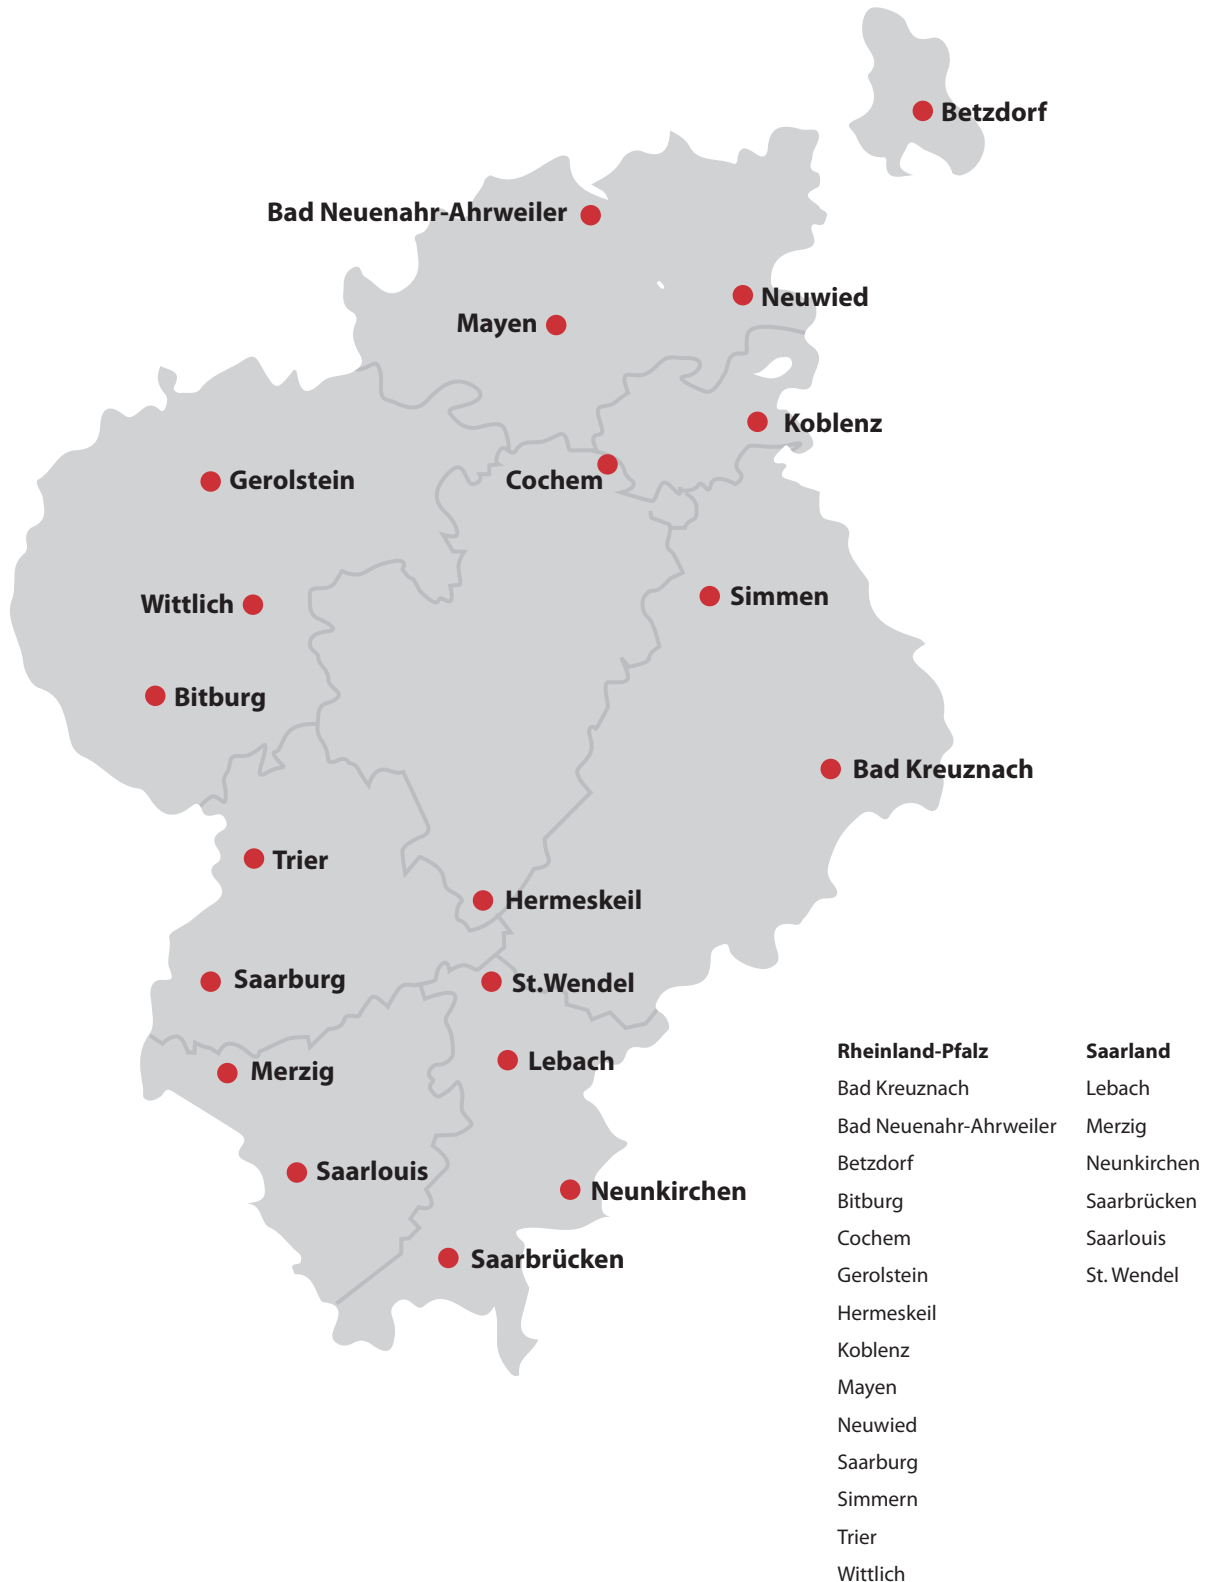 Betzdorf
Bad Neuenahr-Ahrweiler
Neuwied
Mayen
Koblenz
Gerolstein
Cochem
Wittlich
Simmen
Bitburg
Bad Kreuznach
Trier
Hermeskeil
Saarburg
St.Wendel
Lebach
Merzig
Saarlouis
Neunkirchen
Saarbrücken
Rheinland-Pfalz
Bad Kreuznach
Bad Neuenahr-Ahrweiler
Betzdorf
Bitburg
Cochem
Gerolstein
Hermeskeil
Koblenz
Mayen
Neuwied
Saarburg
Simmern
Trier
Wittlich
Saarland
Lebach
Merzig
Neunkirchen
Saarbrücken
Saarlouis
St. Wendel